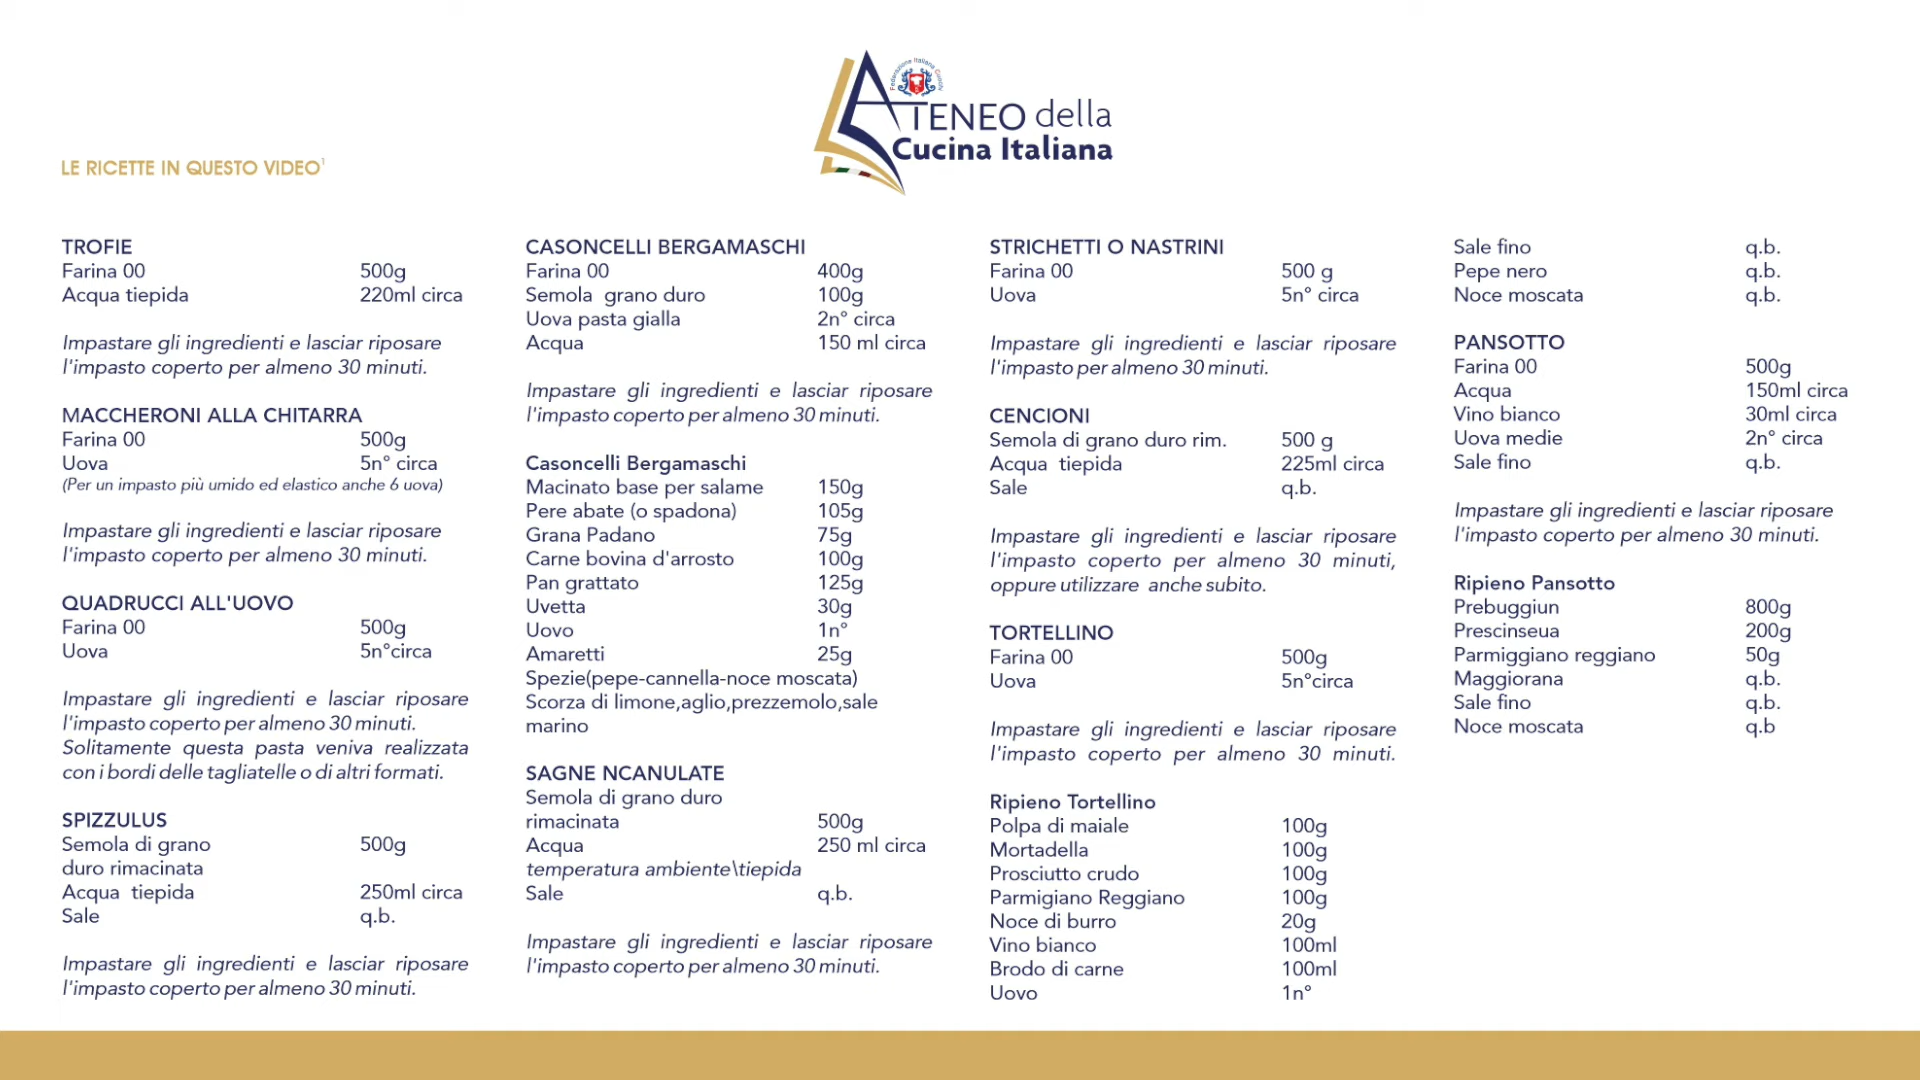 Federazione Italiana Cuochi
ATENEO della
Cucina Italiana
LE RICETTE IN QUESTO VIDEO¹
TROFIE
Farina 00 500g
Acqua tiepida 220ml circa
Impastare gli ingredienti e lasciar riposare
l'impasto coperto per almeno 30 minuti.
MACCHERONI ALLA CHITARRA
Farina 00 500g
Uova 5n° circa
(Per un impasto più umido ed elastico anche 6 uova)
Impastare gli ingredienti e lasciar riposare
l'impasto coperto per almeno 30 minuti.
QUADRUCCI ALL'UOVO
Farina 00 500g
Uova 5n°circa
Impastare gli ingredienti e lasciar riposare
l'impasto coperto per almeno 30 minuti.
Solitamente questa pasta veniva realizzata
con i bordi delle tagliatelle o di altri formati.
SPIZZULUS
Semola di grano 500g
duro rimacinata
Acqua tiepida 250ml circa
Sale q.b.
Impastare gli ingredienti e lasciar riposare
l'impasto coperto per almeno 30 minuti.
CASONCELLI BERGAMASCHI
Farina 00 400g
Semola grano duro 100g
Uova pasta gialla 2n° circa
Acqua 150 ml circa
Impastare gli ingredienti e lasciar riposare
l'impasto coperto per almeno 30 minuti.
Casoncelli Bergamaschi
Macinato base per salame 150g
Pere abate (o spadona) 105g
Grana Padano 75g
Carne bovina d'arrosto 100g
Pan grattato 125g
Uvetta 30g
Uovo 1n°
Amaretti 25g
Spezie(pepe-cannella-noce moscata)
Scorza di limone,aglio,prezzemolo,sale
marino
SAGNE NCANULATE
Semola di grano duro
rimacinata 500g
Acqua 250 ml circa
temperatura ambiente\tiepida
Sale q.b.
Impastare gli ingredienti e lasciar riposare
l'impasto coperto per almeno 30 minuti.
STRICHETTI O NASTRINI
Farina 00 500 g
Uova 5n° circa
Impastare gli ingredienti e lasciar riposare
l'impasto per almeno 30 minuti.
CENCIONI
Semola di grano duro rim. 500 g
Acqua tiepida 225ml circa
Sale q.b.
Impastare gli ingredienti e lasciar riposare
l'impasto coperto per almeno 30 minuti,
oppure utilizzare anche subito.
TORTELLINO
Farina 00 500g
Uova 5n°circa
Impastare gli ingredienti e lasciar riposare
l'impasto coperto per almeno 30 minuti.
Ripieno Tortellino
Polpa di maiale 100g
Mortadella 100g
Prosciutto crudo 100g
Parmigiano Reggiano 100g
Noce di burro 20g
Vino bianco 100ml
Brodo di carne 100ml
Uovo 1n°
Sale fino q.b.
Pepe nero q.b.
Noce moscata q.b.
PANSOTTO
Farina 00 500g
Acqua 150ml circa
Vino bianco 30ml circa
Uova medie 2n° circa
Sale fino q.b.
Impastare gli ingredienti e lasciar riposare
l'impasto coperto per almeno 30 minuti.
Ripieno Pansotto
Prebuggiun 800g
Prescinseua 200g
Parmiggiano reggiano 50g
Maggiorana q.b.
Sale fino q.b.
Noce moscata q.b